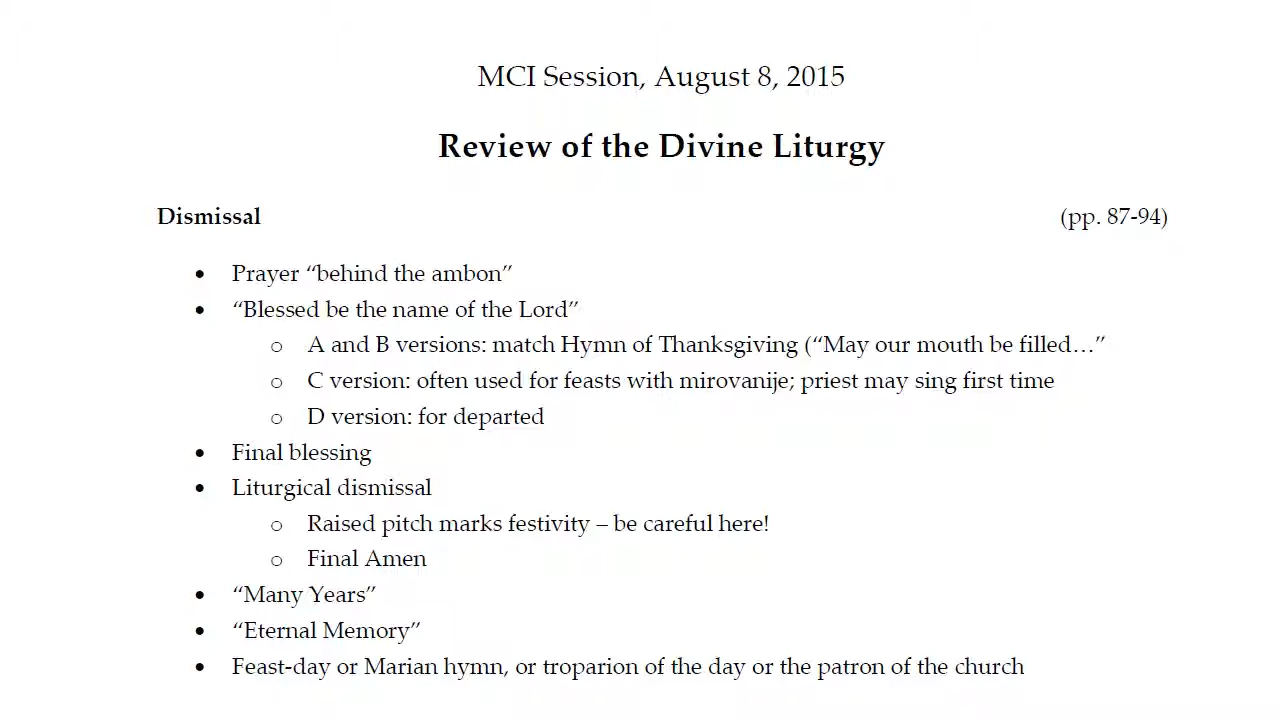 MCI Session, August 8, 2015
Review of the Divine Liturgy
Dismissal (pp. 87-94)
• Prayer “behind the ambon”
• “Blessed be the name of the Lord”
o A and B versions: match Hymn of Thanksgiving (“May our mouth be filled…”
o C version: often used for feasts with mirovanije; priest may sing first time
o D version: for departed
• Final blessing
• Liturgical dismissal
o Raised pitch marks festivity – be careful here!
o Final Amen
• “Many Years”
• “Eternal Memory”
• Feast-day or Marian hymn, or troparion of the day or the patron of the church